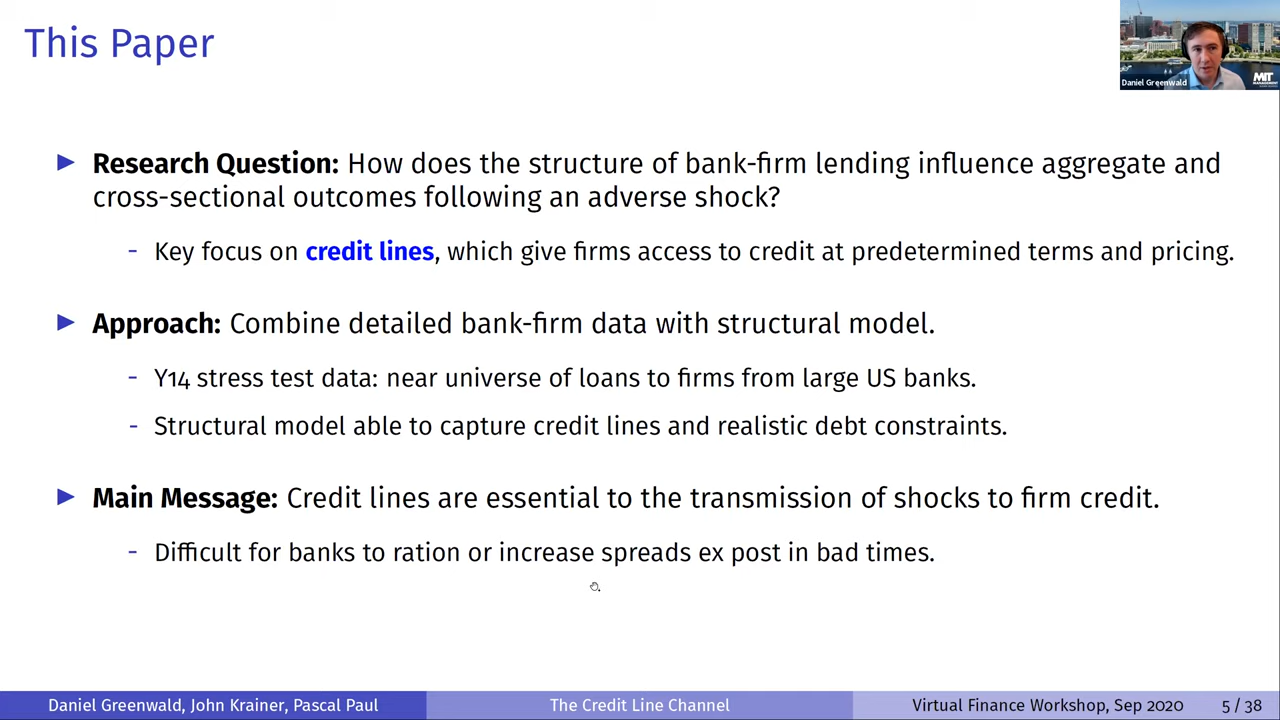 This Paper
Daniel Greenwald
MIT
MANAGEMENT
▶ Research Question: How does the structure of bank-firm lending influence aggregate and
cross-sectional outcomes following an adverse shock?
- Key focus on credit lines, which give firms access to credit at predetermined terms and pricing.
▶ Approach: Combine detailed bank-firm data with structural model.
- Y14 stress test data: near universe of loans to firms from large US banks.
- Structural model able to capture credit lines and realistic debt constraints.
▶ Main Message: Credit lines are essential to the transmission of shocks to firm credit.
- Difficult for banks to ration or increase spreads ex post in bad times.
Daniel Greenwald, John Krainer, Pascal Paul
The Credit Line Channel
Virtual Finance Workshop, Sep 2020
5 / 38